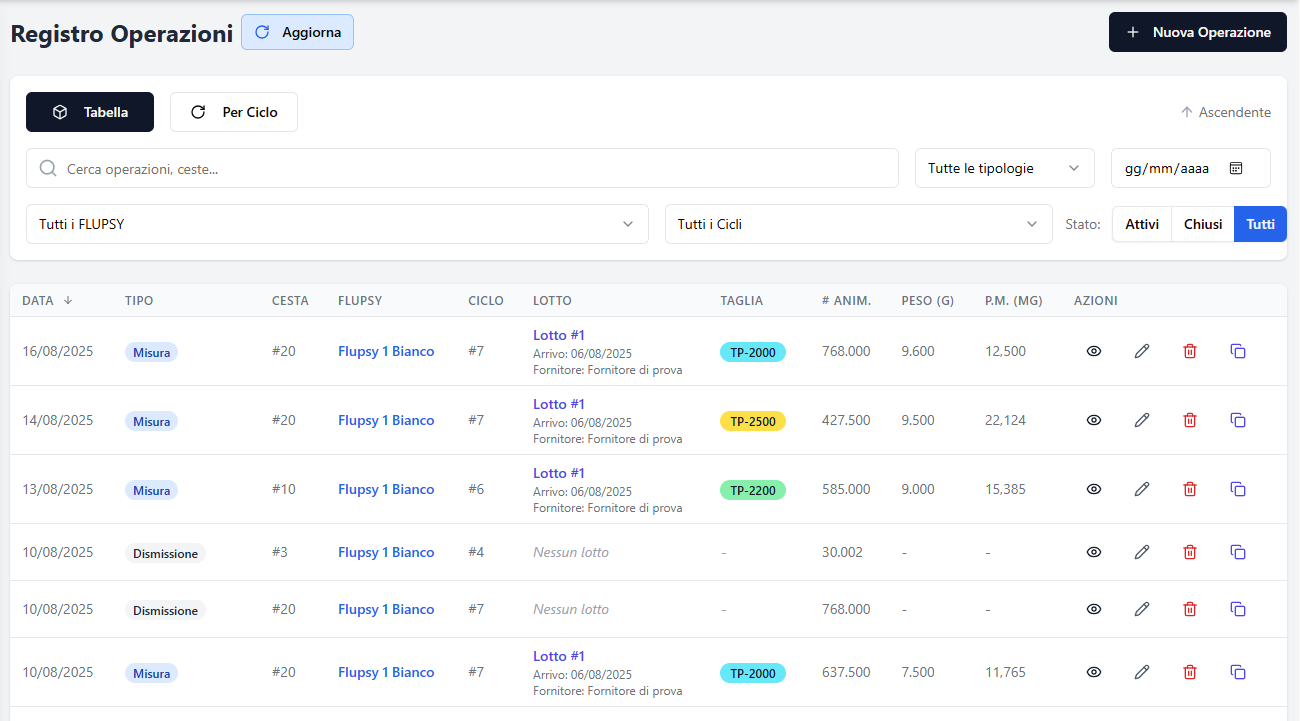 Registro Operazioni Aggiorna Nuova Operazione
Tabella Per Ciclo Ascendente
Cerca operazioni, ceste... Tutte le tipologie gg/mm/aaaa
Tutti i FLUPSY Tutti i Cicli Stato: Attivi Chiusi Tutti
DATA TIPO CESTA FLUPSY CICLO LOTTO TAGLIA # ANIM. PESO (G) P.M. (MG) AZIONI
16/08/2025 Misura #20 Flupsy 1 Bianco #7 Lotto #1 TP-2000 768.000 9.600 12,500
Arrivo: 06/08/2025
Fornitore: Fornitore di prova
14/08/2025 Misura #20 Flupsy 1 Bianco #7 Lotto #1 TP-2500 427.500 9.500 22,124
Arrivo: 06/08/2025
Fornitore: Fornitore di prova
13/08/2025 Misura #10 Flupsy 1 Bianco #6 Lotto #1 TP-2200 585.000 9.000 15,385
Arrivo: 06/08/2025
Fornitore: Fornitore di prova
10/08/2025 Dismissione #3 Flupsy 1 Bianco #4 Nessun lotto - 30.002 - -
10/08/2025 Dismissione #20 Flupsy 1 Bianco #7 Nessun lotto - 768.000 - -
10/08/2025 Misura #20 Flupsy 1 Bianco #7 Lotto #1 TP-2000 637.500 7.500 11,765
Arrivo: 06/08/2025
Fornitore: Fornitore di prova